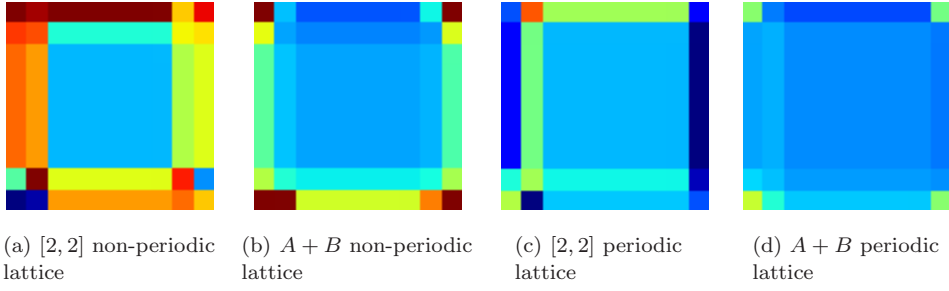 (a) [2, 2] non-periodic
lattice
(b) A + B non-periodic
lattice
(c) [2, 2] periodic
lattice
(d) A + B periodic
lattice